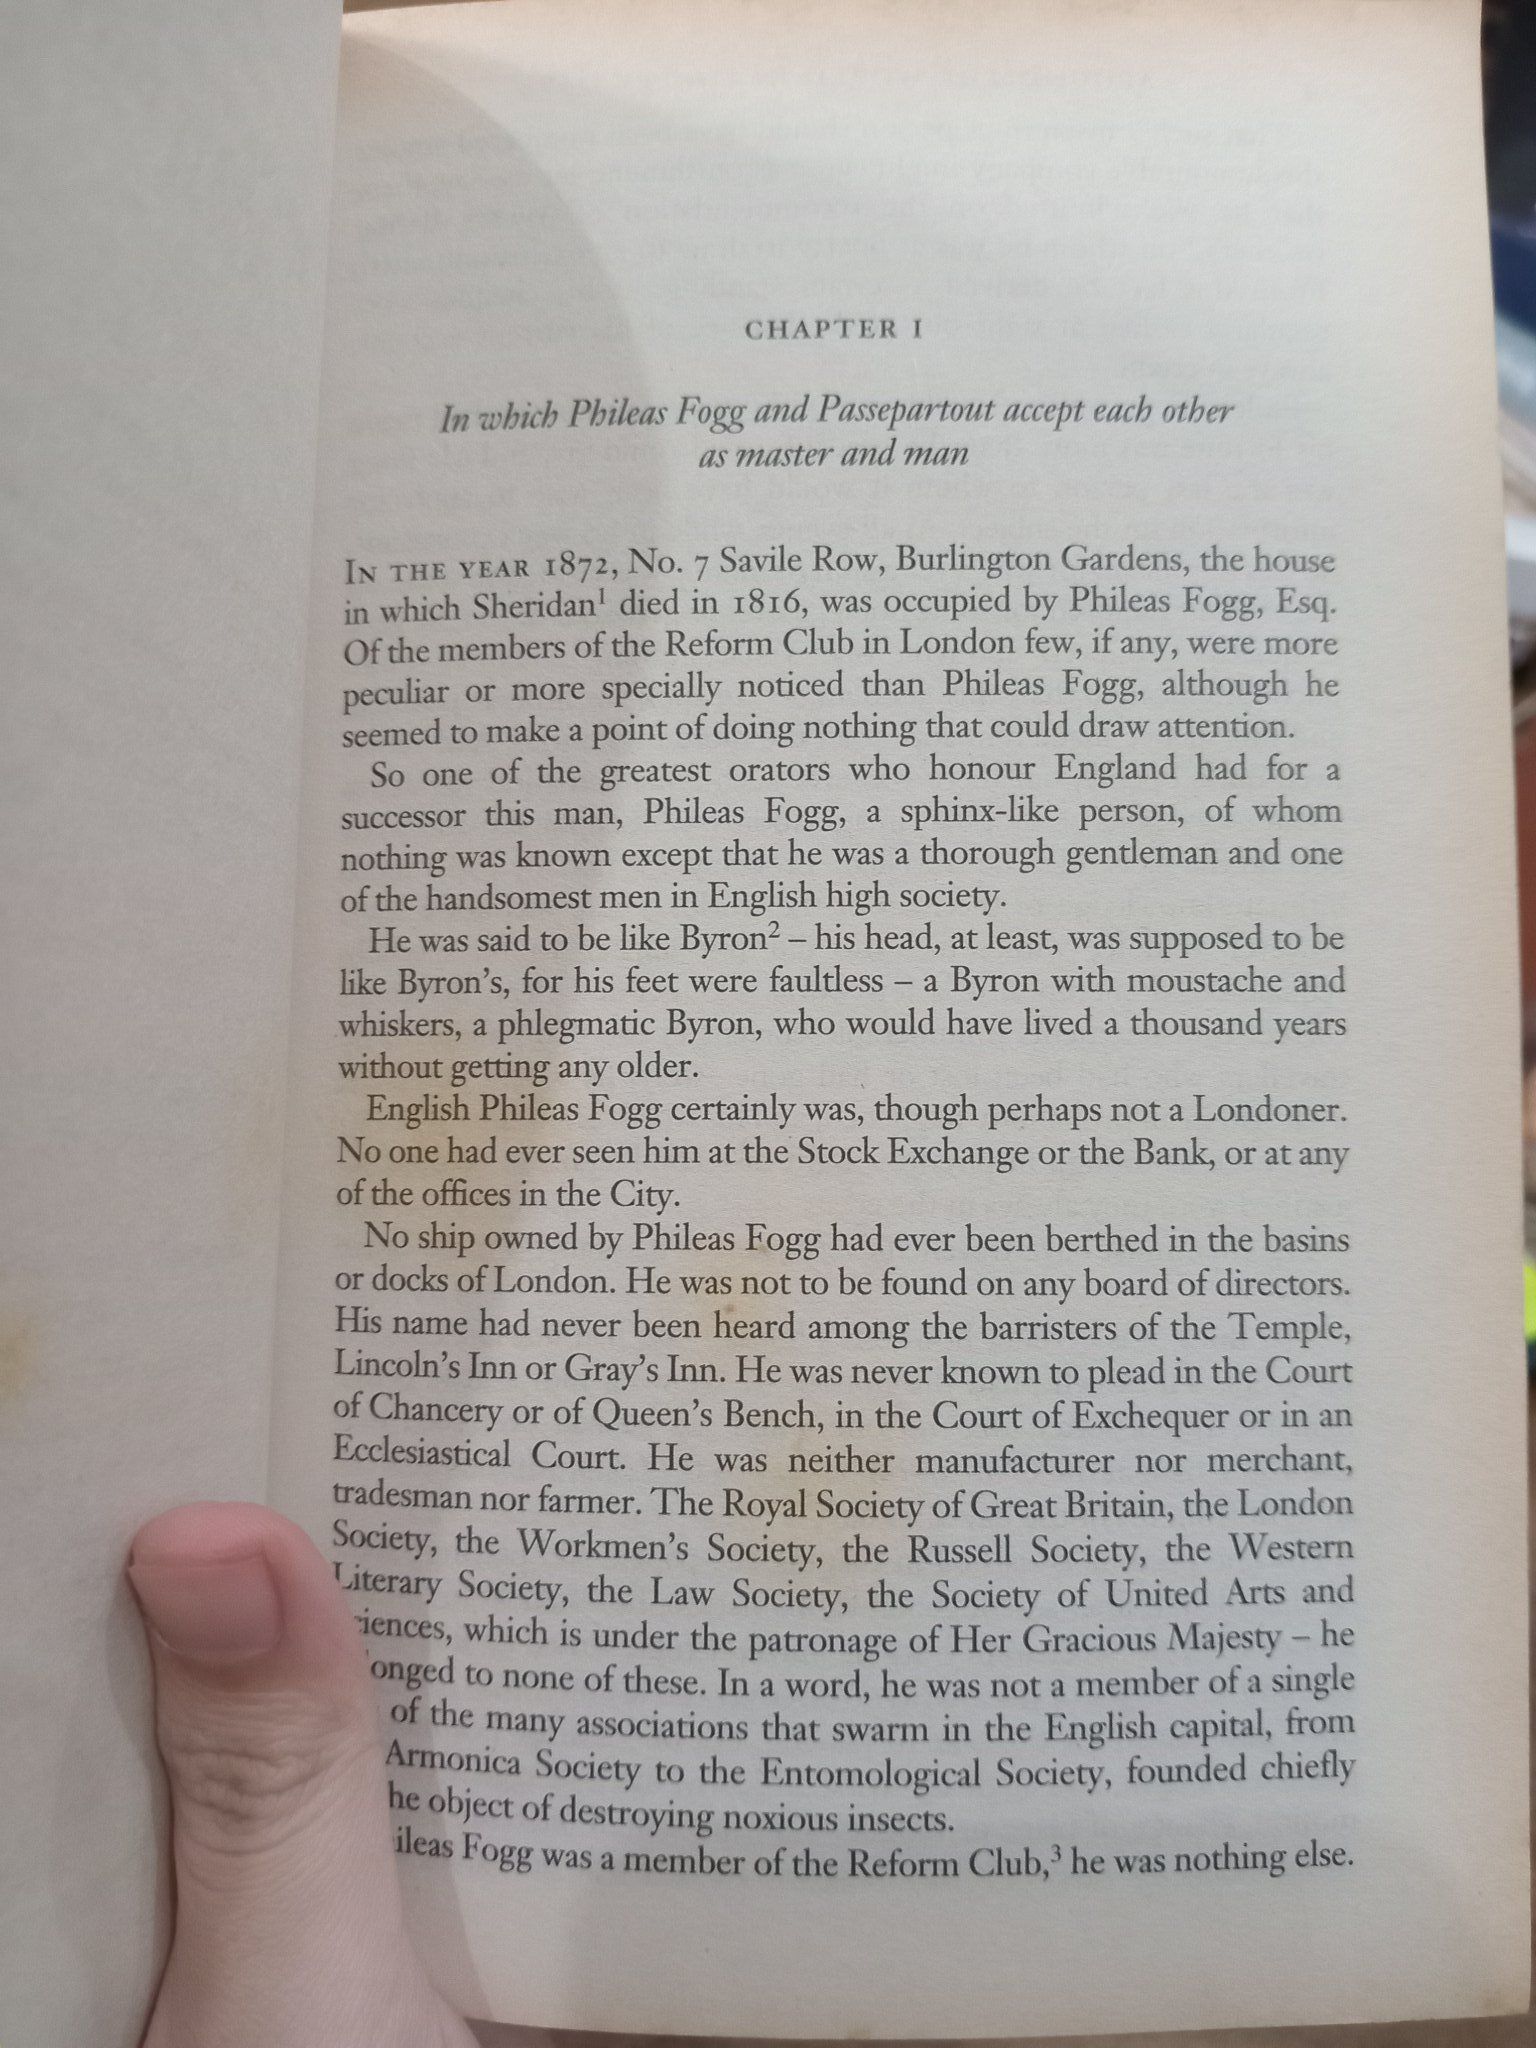 CHAPTER I
In which Phileas Fogg and Passepartout accept each other
as master and man
IN THE YEAR 1872, No. 7 Savile Row, Burlington Gardens, the house
in which Sheridan¹ died in 1816, was occupied by Phileas Fogg, Esq.
Of the members of the Reform Club in London few, if any, were more
peculiar or more specially noticed than Phileas Fogg, although he
seemed to make a point of doing nothing that could draw attention.
So one of the greatest orators who honour England had for a
successor this man, Phileas Fogg, a sphinx-like person, of whom
nothing was known except that he was a thorough gentleman and one
of the handsomest men in English high society.
He was said to be like Byron² – his head, at least, was supposed to be
like Byron's, for his feet were faultless – a Byron with moustache and
whiskers, a phlegmatic Byron, who would have lived a thousand years
without getting any older.
English Phileas Fogg certainly was, though perhaps not a Londoner.
No one had ever seen him at the Stock Exchange or the Bank, or at any
of the offices in the City.
No ship owned by Phileas Fogg had ever been berthed in the basins
or docks of London. He was not to be found on any board of directors.
His name had never been heard among the barristers of the Temple,
Lincoln's Inn or Gray's Inn. He was never known to plead in the Court
of Chancery or of Queen's Bench, in the Court of Exchequer or in an
Ecclesiastical Court. He was neither manufacturer nor merchant,
tradesman nor farmer. The Royal Society of Great Britain, the London
Society, the Workmen's Society, the Russell Society, the Western
Literary Society, the Law Society, the Society of United Arts and
iences, which is under the patronage of Her Gracious Majesty – he
onged to none of these. In a word, he was not a member of a single
of the many associations that swarm in the English capital, from
Armonica Society to the Entomological Society, founded chiefly
he object of destroying noxious insects.
ileas Fogg was a member of the Reform Club,³ he was nothing else.